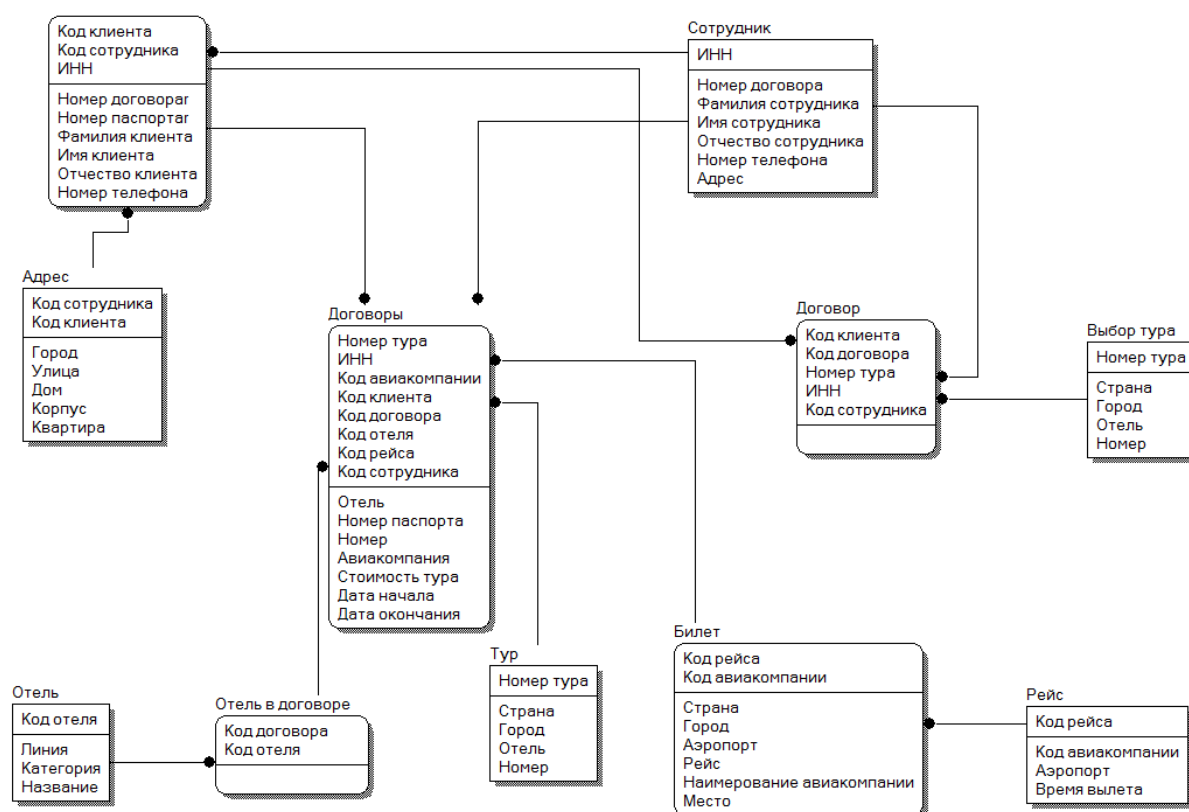 Код клиента
Код сотрудника
ИНН
Номер договораг
Номер паспортаг
Фамилия клиента
Имя клиента
Отчество клиента
Номер телефона
Сотрудник
ИНН
Номер договора
Фамилия сотрудника
Имя сотрудника
Отчество сотрудника
Номер телефона
Адрес
Адрес
Код сотрудника
Код клиента
Город
Улица
Дом
Корпус
Квартира
Договоры
Номер тура
ИНН
Код авиакомпании
Код клиента
Код договора
Код отеля
Код рейса
Код сотрудника
Отель
Номер паспорта
Номер
Авиакомпания
Стоимость тура
Дата начала
Дата окончания
Договор
Код клиента
Код договора
Номер тура
ИНН
Код сотрудника
Выбор тура
Номер тура
Страна
Город
Отель
Номер
Отель
Код отеля
Линия
Категория
Название
Отель в договоре
Код договора
Код отеля
Тур
Номер тура
Страна
Город
Отель
Номер
Билет
Код рейса
Код авиакомпании
Страна
Город
Аэропорт
Рейс
Наимерование авиакомпании
Место
Рейс
Код рейса
Код авиакомпании
Аэропорт
Время вылета